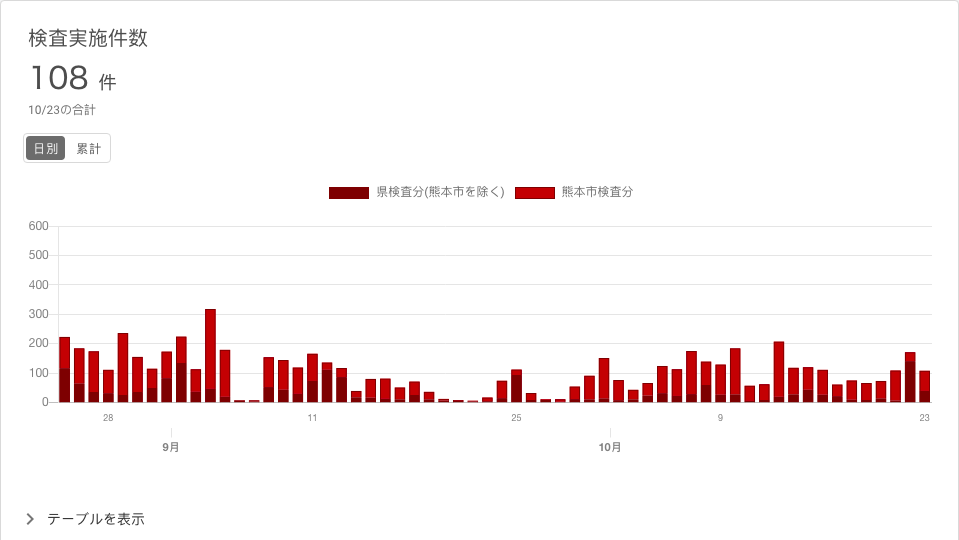 検査実施件数
108 件
10/23の合計
日別 累計
県検査分(熊本市を除く) 熊本市検査分
600
500
400
300
200
100
0
28 11 25 9 23
9月 10月
テーブルを表示